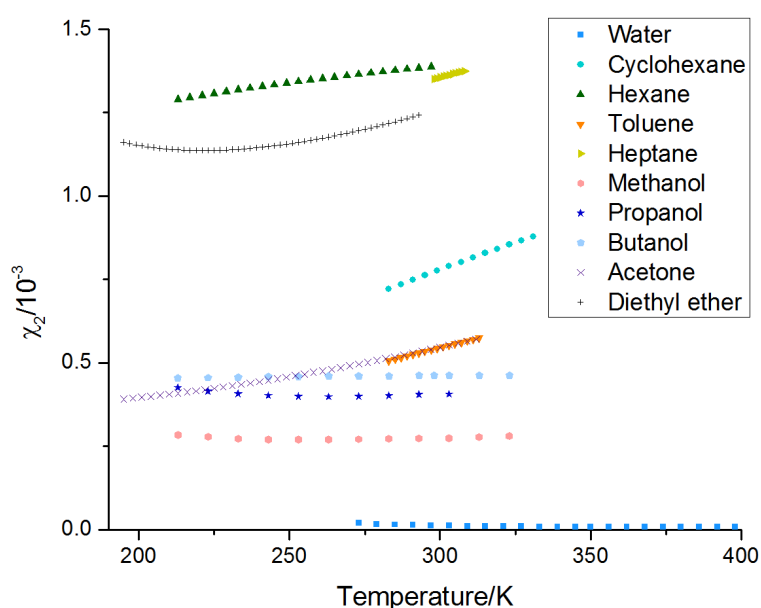 1.5
1.0
0.5
0.0
χ₂/10⁻³
200
250
300
350
400
Temperature/K
Water
Cyclohexane
Hexane
Toluene
Heptane
Methanol
Propanol
Butanol
Acetone
Diethyl ether